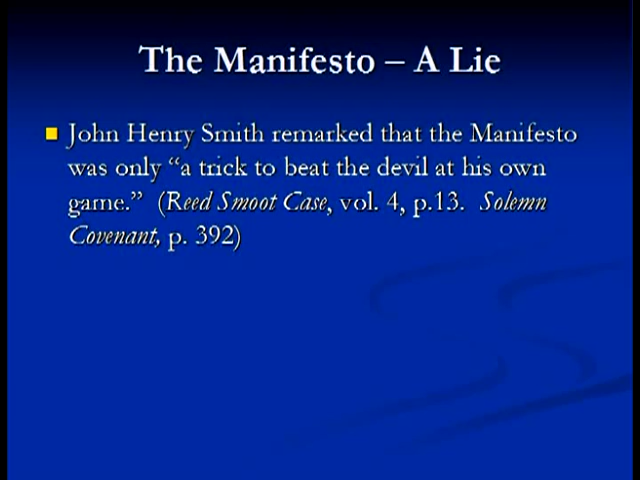 The Manifesto – A Lie
John Henry Smith remarked that the Manifesto
was only “a trick to beat the devil at his own
game.” (Reed Smoot Case, vol. 4, p.13. Solemn
Covenant, p. 392)